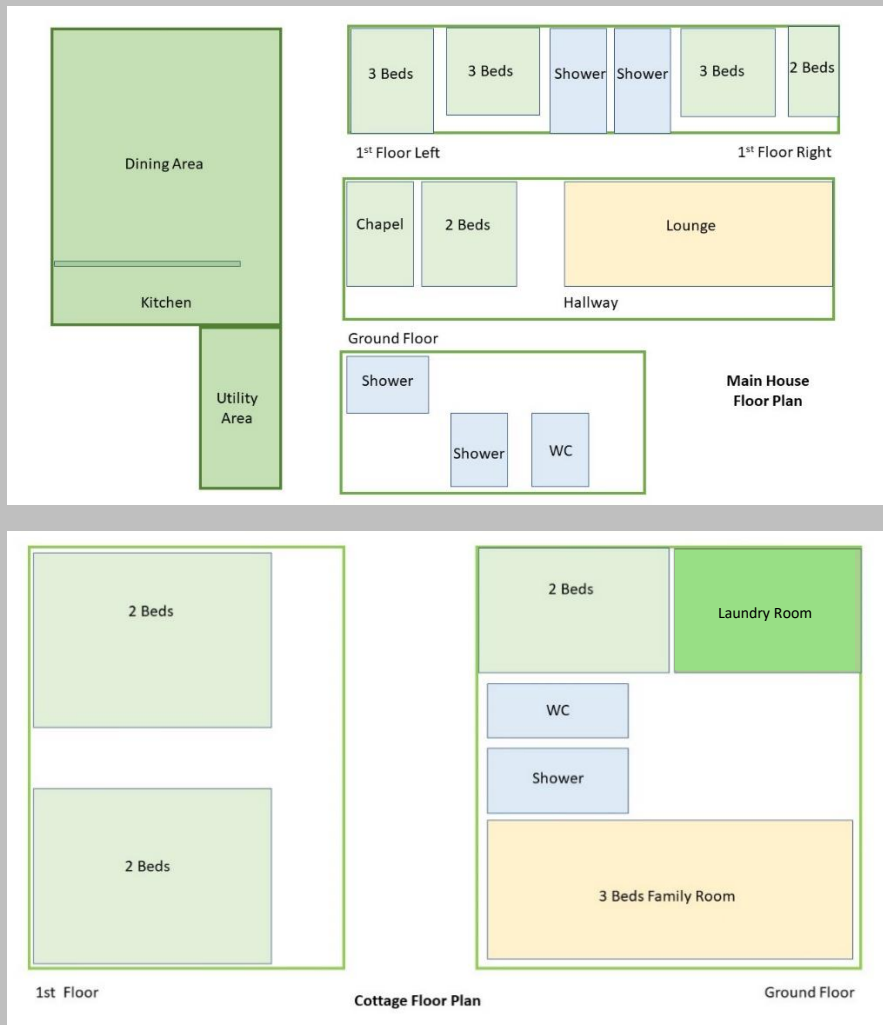 Dining Area
Kitchen
Utility
Area
3 Beds
3 Beds
Shower
Shower
3 Beds
2 Beds
1st Floor Left
1st Floor Right
Chapel
2 Beds
Lounge
Hallway
Ground Floor
Shower
Shower
WC
Main House
Floor Plan
2 Beds
2 Beds
1st Floor
2 Beds
Laundry Room
WC
Shower
3 Beds Family Room
Ground Floor
Cottage Floor Plan